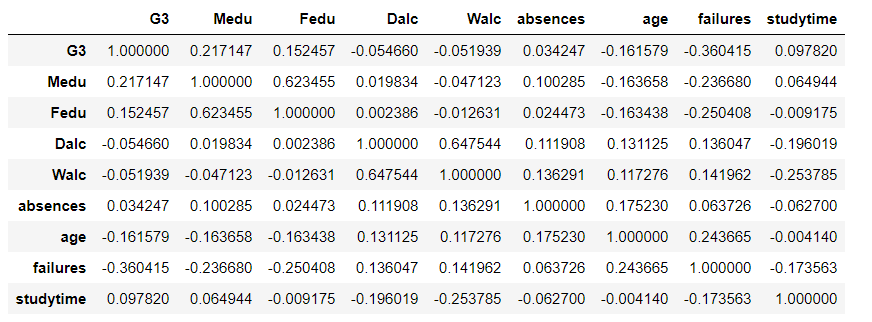 G3 Medu Fedu Dalc Walc absences age failures studytime
G3 1.000000 0.217147 0.152457 -0.054660 -0.051939 0.034247 -0.161579 -0.360415 0.097820
Medu 0.217147 1.000000 0.623455 0.019834 -0.047123 0.100285 -0.163658 -0.236680 0.064944
Fedu 0.152457 0.623455 1.000000 0.002386 -0.012631 0.024473 -0.163438 -0.250408 -0.009175
Dalc -0.054660 0.019834 0.002386 1.000000 0.647544 0.111908 0.131125 0.136047 -0.196019
Walc -0.051939 -0.047123 -0.012631 0.647544 1.000000 0.136291 0.117276 0.141962 -0.253785
absences 0.034247 0.100285 0.024473 0.111908 0.136291 1.000000 0.175230 0.063726 -0.062700
age -0.161579 -0.163658 -0.163438 0.131125 0.117276 0.175230 1.000000 0.243665 -0.004140
failures -0.360415 -0.236680 -0.250408 0.136047 0.141962 0.063726 0.243665 1.000000 -0.173563
studytime 0.097820 0.064944 -0.009175 -0.196019 -0.253785 -0.062700 -0.004140 -0.173563 1.000000